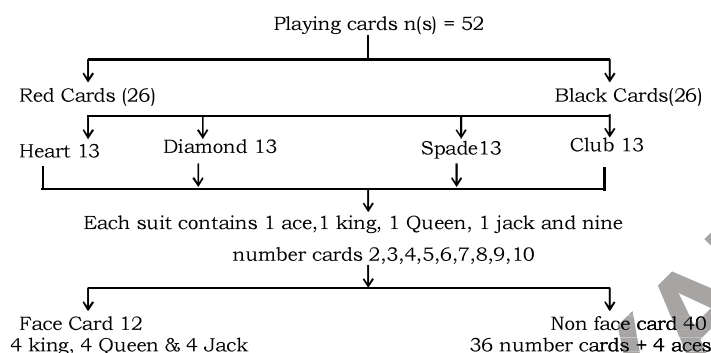 Playing cards n(s) = 52
Red Cards (26)
Black Cards(26)
Heart 13
Diamond 13
Spade13
Club 13
Each suit contains 1 ace,1 king, 1 Queen, 1 jack and nine
number cards 2,3,4,5,6,7,8,9,10
Face Card 12
4 king, 4 Queen & 4 Jack
Non face card 40
36 number cards + 4 aces